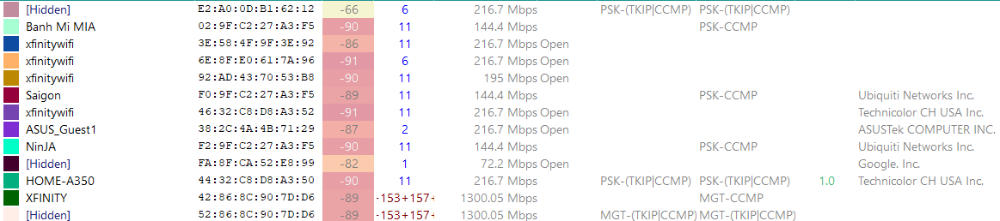 [Hidden] E2:A0:0D:B1:62:12 -66 6 216.7 Mbps PSK-(TKIP|CCMP) PSK-(TKIP|CCMP)
Banh Mi MIA 02:9F:C2:27:A3:F5 -90 11 144.4 Mbps PSK-CCMP
xfinitywifi 3E:58:4F:9F:3E:92 -86 11 216.7 Mbps Open
xfinitywifi 6E:8F:E0:61:7A:96 -91 6 216.7 Mbps Open
xfinitywifi 92:AD:43:70:53:B8 -90 11 195 Mbps Open
Saigon F0:9F:C2:27:A3:F5 -89 11 144.4 Mbps PSK-CCMP Ubiquiti Networks Inc.
xfinitywifi 46:32:C8:D8:A3:52 -91 11 216.7 Mbps Open Technicolor CH USA Inc.
ASUS_Guest1 38:2C:4A:4B:71:29 -87 2 216.7 Mbps Open ASUSTek COMPUTER INC.
NinJA F2:9F:C2:27:A3:F5 -90 11 144.4 Mbps PSK-CCMP Ubiquiti Networks Inc.
[Hidden] FA:8F:CA:52:E8:99 -82 1 72.2 Mbps Open Google. Inc.
HOME-A350 44:32:C8:D8:A3:50 -90 11 216.7 Mbps PSK-(TKIP|CCMP) PSK-(TKIP|CCMP) 1.0 Technicolor CH USA Inc.
XFINITY 42:86:8C:90:7D:D6 -89 -153+157+ 1300.05 Mbps MGT-CCMP
[Hidden] 52:86:8C:90:7D:D6 -89 -153+157+ 1300.05 Mbps MGT-(TKIP|CCMP) MGT-(TKIP|CCMP)